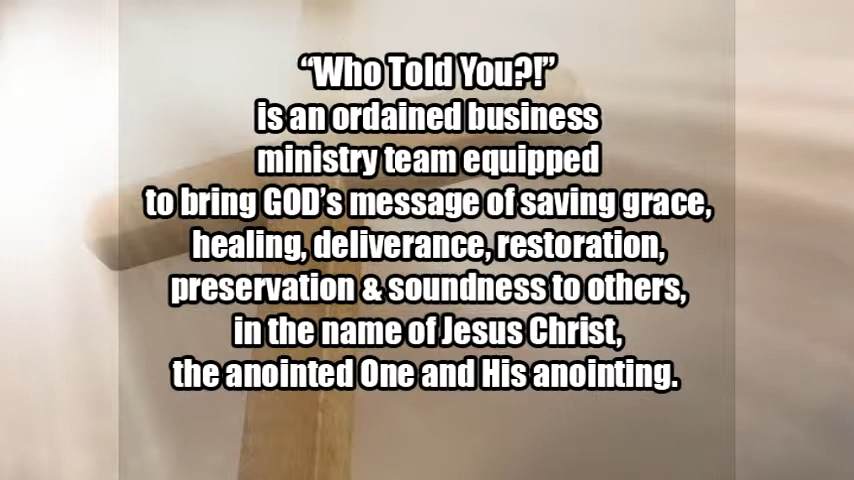 “Who Told You?!”
is an ordained business
ministry team equipped
to bring GOD’s message of saving grace,
healing, deliverance, restoration,
preservation & soundness to others,
in the name of Jesus Christ,
the anointed One and His anointing.